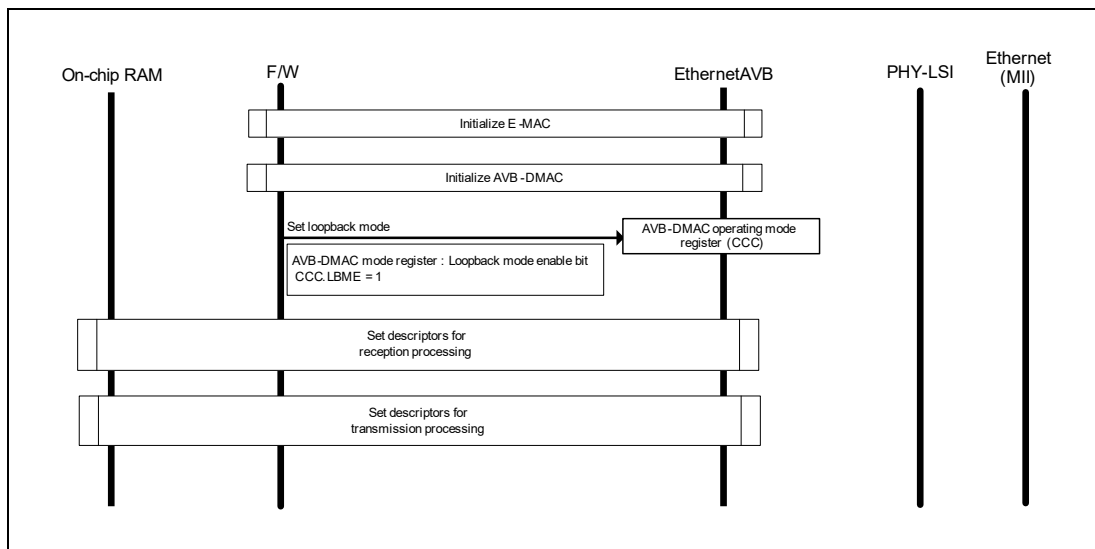 On-chip RAM
F/W
EthernetAVB
PHY-LSI
Ethernet
(MII)
Initialize E-MAC
Initialize AVB-DMAC
Set loopback mode
AVB-DMAC operating mode
register (CCC)
AVB-DMAC mode register : Loopback mode enable bit
CCC.LBME = 1
Set descriptors for
reception processing
Set descriptors for
transmission processing